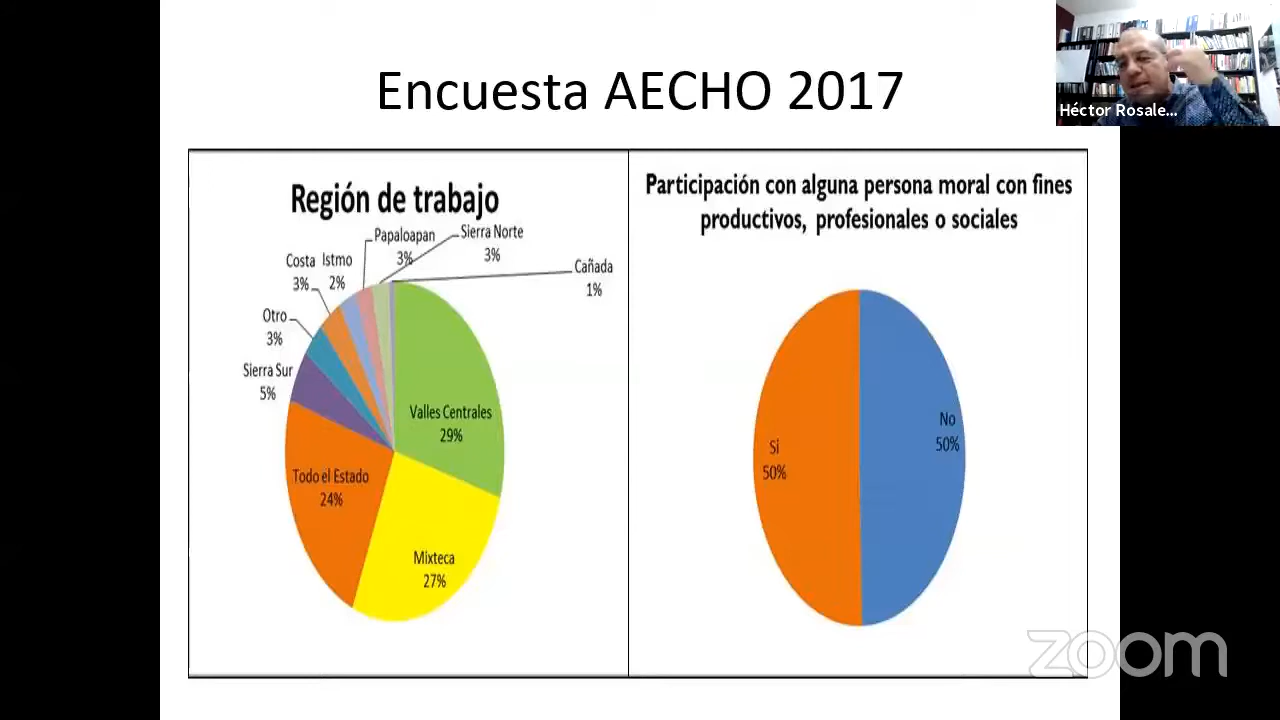 Encuesta AECHO 2017
Héctor Rosale...
Región de trabajo
Papaloapan
3%
Sierra Norte
3%
Costa
3%
Istmo
2%
Cañada
1%
Otro
3%
Sierra Sur
5%
Valles Centrales
29%
Todo el Estado
24%
Mixteca
27%
Participación con alguna persona moral con fines
productivos, profesionales o sociales
No
50%
Si
50%
zoom